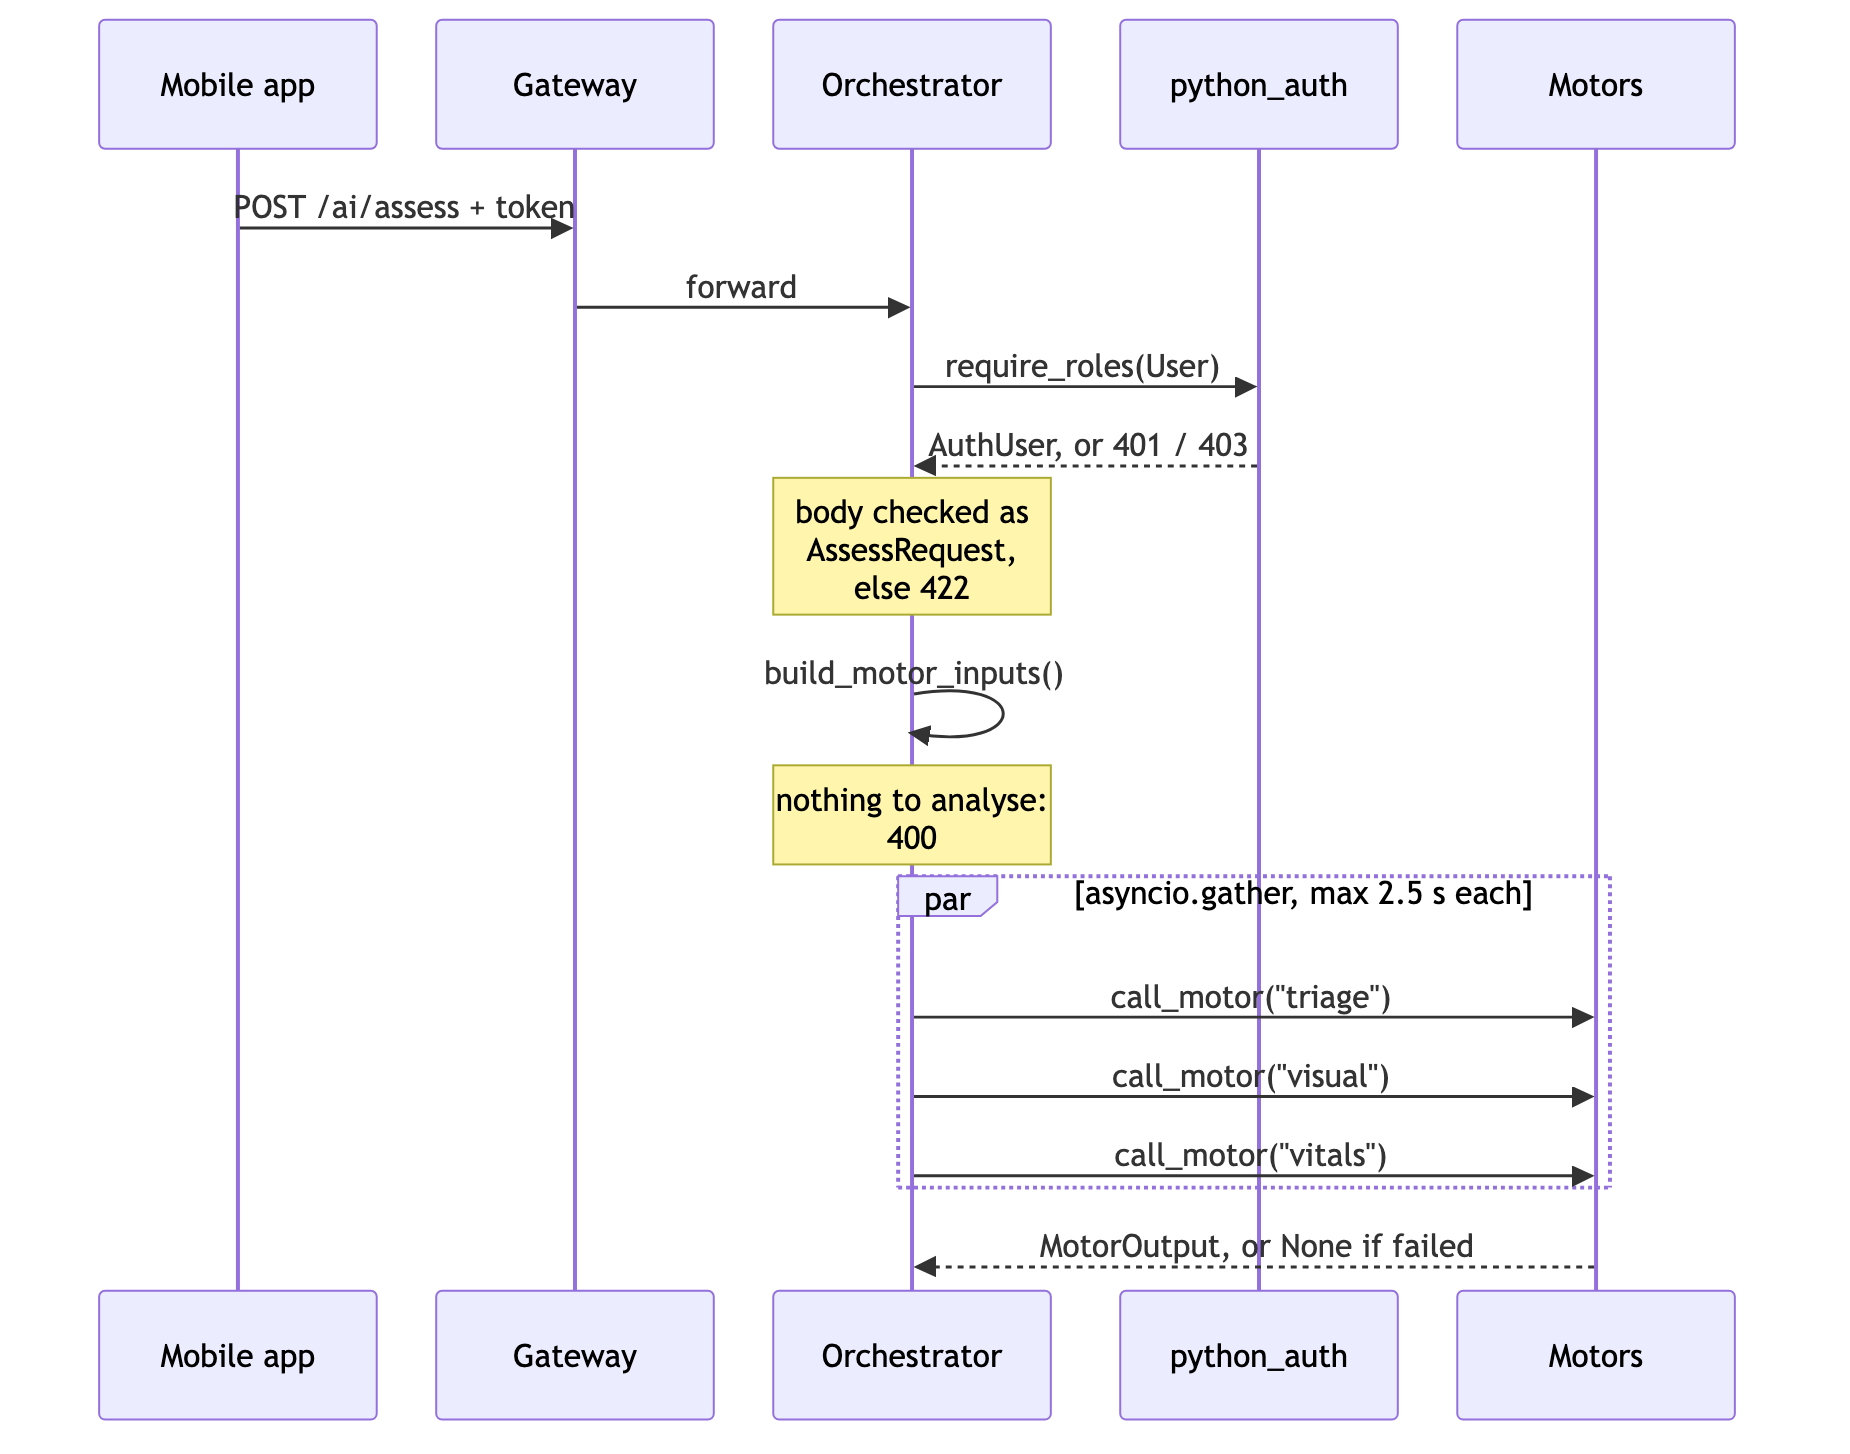 Mobile app
Gateway
Orchestrator
python_auth
Motors
POST /ai/assess + token
forward
require_roles(User)
AuthUser, or 401 / 403
body checked as
AssessRequest,
else 422
build_motor_inputs()
nothing to analyse:
400
par
[asyncio.gather, max 2.5 s each]
call_motor("triage")
call_motor("visual")
call_motor("vitals")
MotorOutput, or None if failed
Mobile app
Gateway
Orchestrator
python_auth
Motors